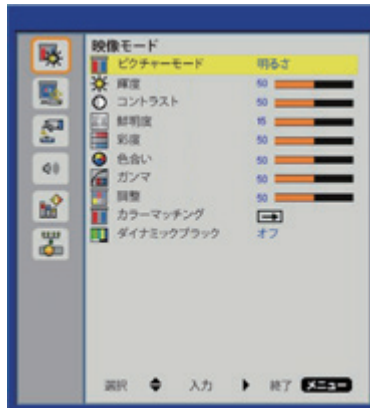 映像モード
ピクチャーモード 明るさ
輝度 50
コントラスト 50
鮮明度 15
彩度 50
色合い 50
ガンマ 50
調整 50
カラーマッチング
ダイナミックブラック オフ
選択 入力 終了 メニュー